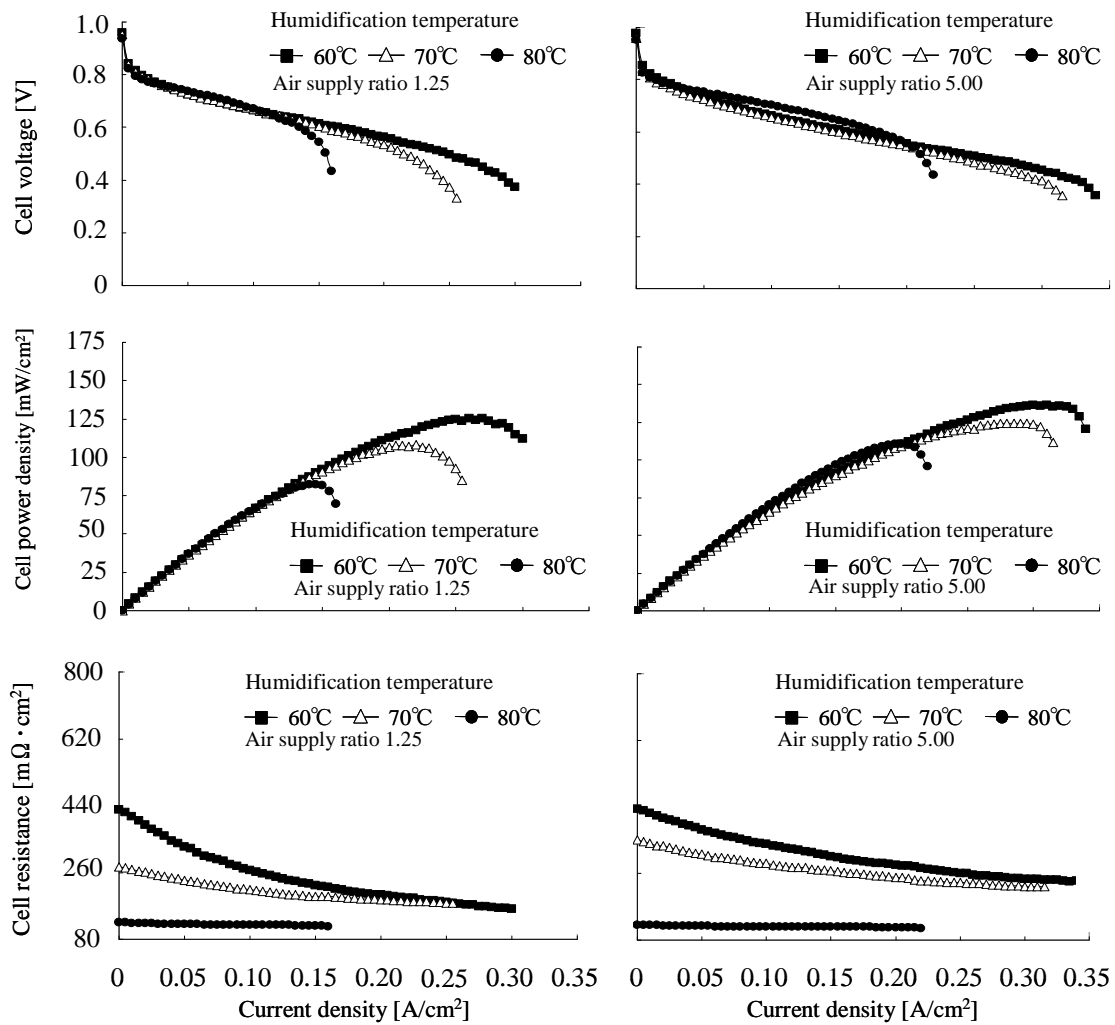 Humidification temperature
60℃ 70℃ 80℃
Air supply ratio 1.25
Cell voltage [V]
1.0
0.8
0.6
0.4
0.2
0
Humidification temperature
60℃ 70℃ 80℃
Air supply ratio 5.00
Cell power density [mW/cm²]
175
150
125
100
75
50
25
0
Humidification temperature
60℃ 70℃ 80℃
Air supply ratio 1.25
Humidification temperature
60℃ 70℃ 80℃
Air supply ratio 5.00
Cell resistance [mΩ・cm²]
800
620
440
260
80
Humidification temperature
60℃ 70℃ 80℃
Air supply ratio 1.25
0 0.05 0.10 0.15 0.20 0.25 0.30 0.35
Current density [A/cm²]
Humidification temperature
60℃ 70℃ 80℃
Air supply ratio 5.00
0 0.05 0.10 0.15 0.20 0.25 0.30 0.35
Current density [A/cm²]